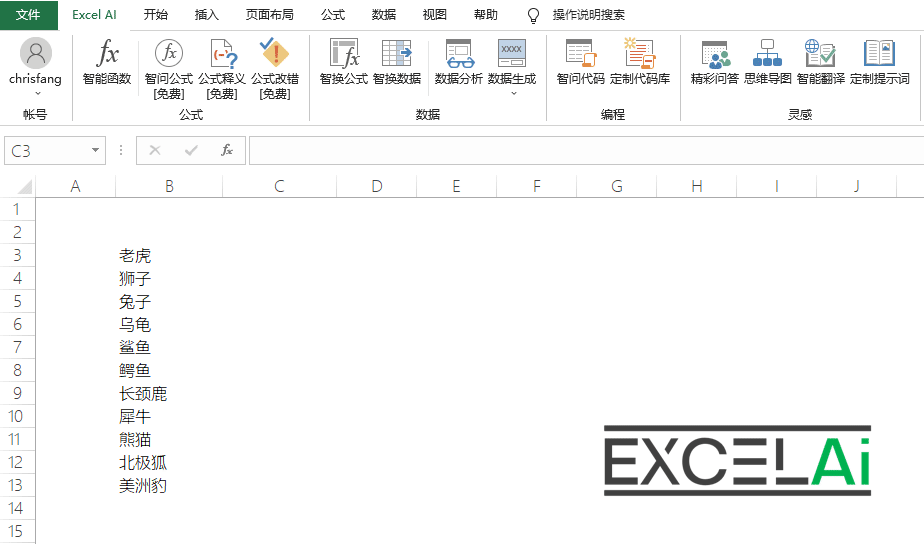 文件 Excel AI 开始 插入 页面布局 公式 数据 视图 帮助 操作说明搜索
fx fx fx XXXX
chrisfang 智能函数 智问公式 公式释义 公式改错 智换公式 智换数据 数据分析 数据生成 智问代码 定制代码库 精彩问答 思维导图 智能翻译 定制提示词
[免费] [免费] [免费]
帐号 公式 数据 编程 灵感
C3 fx
A B C D E F G H I J
1
2
3 老虎
4 狮子
5 兔子
6 乌龟
7 鲨鱼
8 鳄鱼
9 长颈鹿
10 犀牛
11 熊猫
12 北极狐
13 美洲豹
14
15
EXCELAi